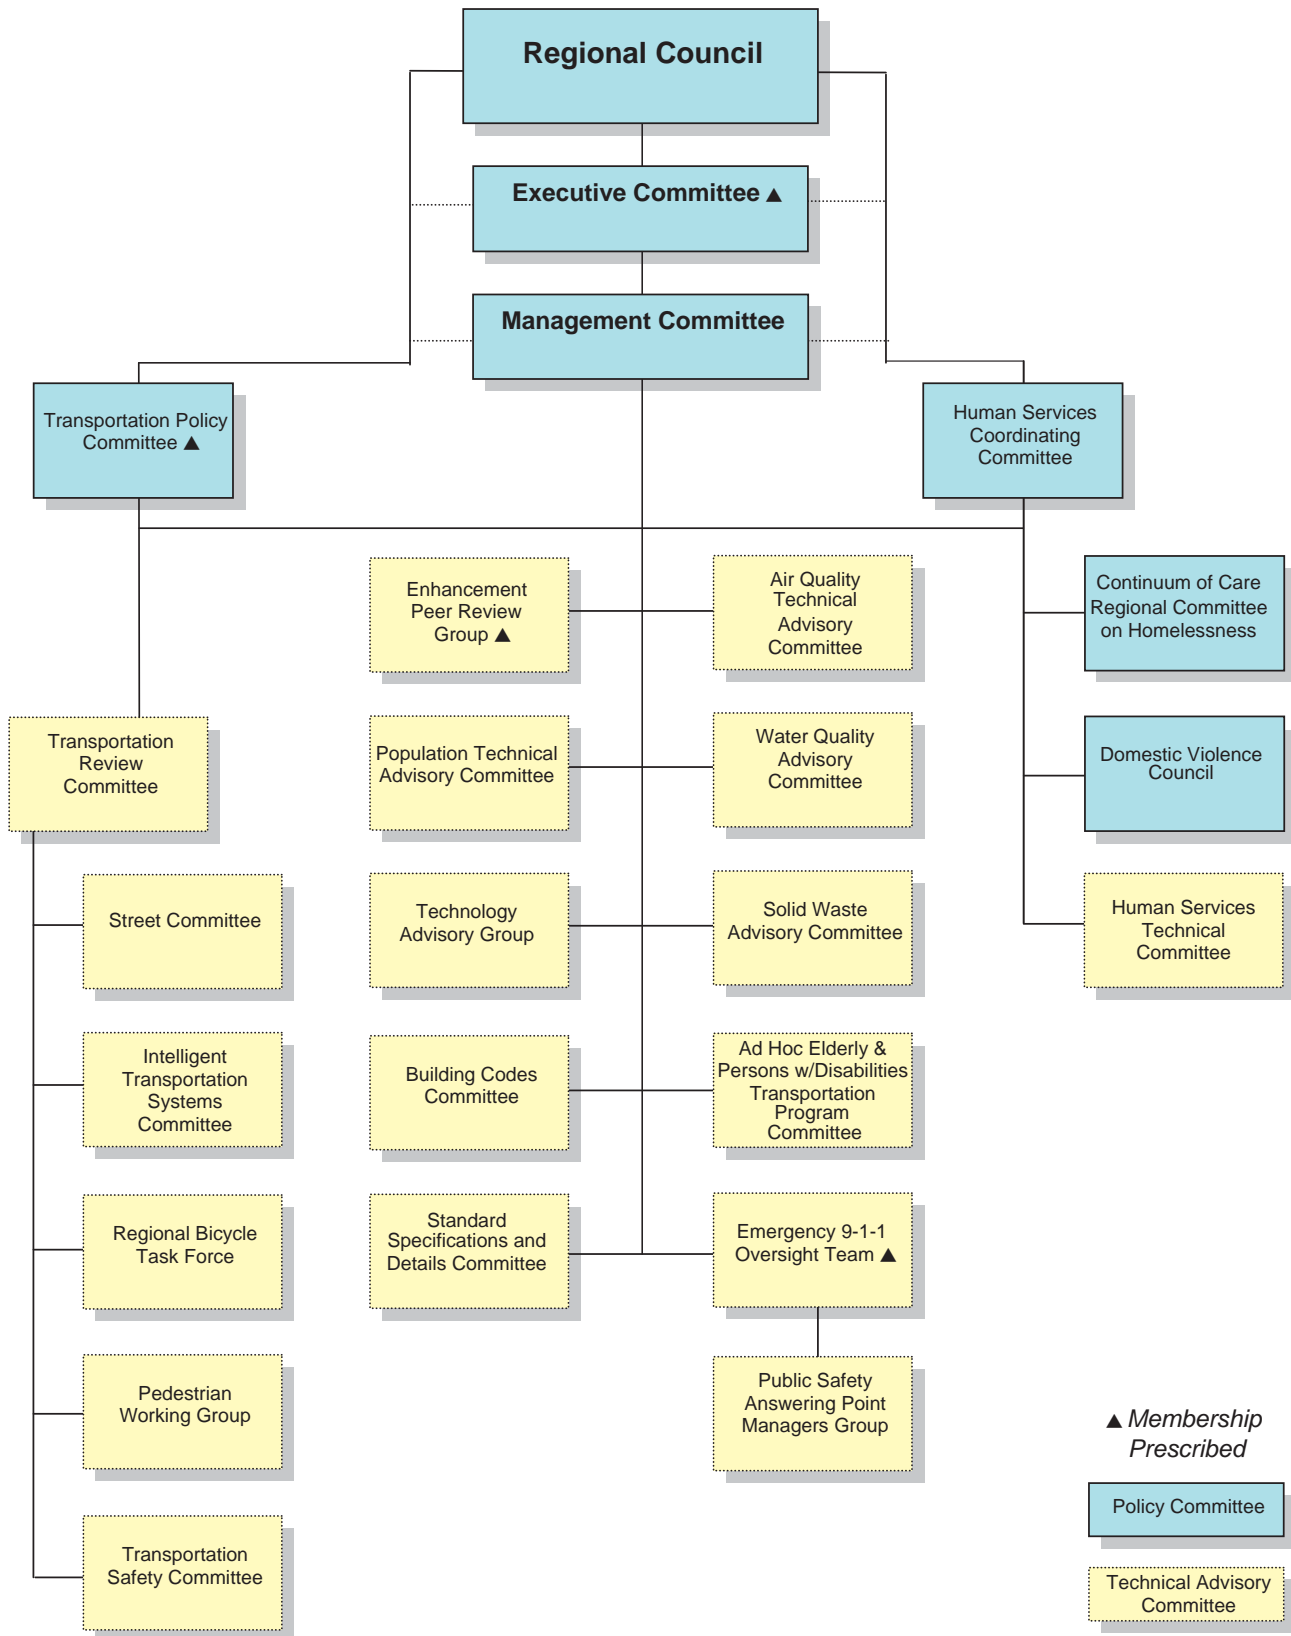 Regional Council
Executive Committee ▲
Management Committee
Transportation Policy
Committee ▲
Human Services
Coordinating
Committee
Enhancement
Peer Review
Group ▲
Air Quality
Technical
Advisory
Committee
Continuum of Care
Regional Committee
on Homelessness
Transportation
Review
Committee
Population Technical
Advisory Committee
Water Quality
Advisory
Committee
Domestic Violence
Council
Street Committee
Technology
Advisory Group
Solid Waste
Advisory Committee
Human Services
Technical
Committee
Intelligent
Transportation
Systems
Committee
Building Codes
Committee
Ad Hoc Elderly &
Persons w/Disabilities
Transportation
Program
Committee
Regional Bicycle
Task Force
Standard
Specifications and
Details Committee
Emergency 9-1-1
Oversight Team ▲
Pedestrian
Working Group
Public Safety
Answering Point
Managers Group
Transportation
Safety Committee
▲ Membership
Prescribed
Policy Committee
Technical Advisory
Committee